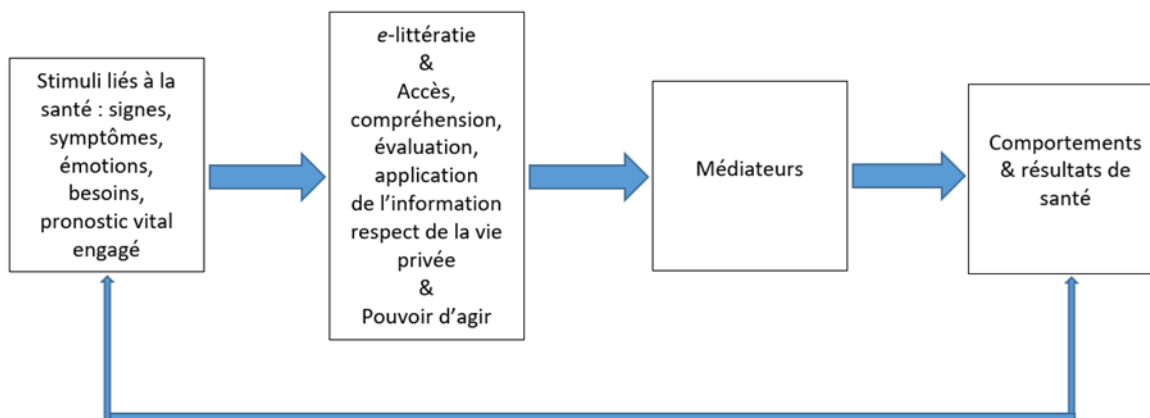 Stimuli liés à la
santé : signes,
symptômes,
émotions,
besoins,
pronostic vital
engagé
e-littératie
&
Accès,
compréhension,
évaluation,
application
de l’information
respect de la vie
privée
&
Pouvoir d’agir
Médiateurs
Comportements
& résultats de
santé